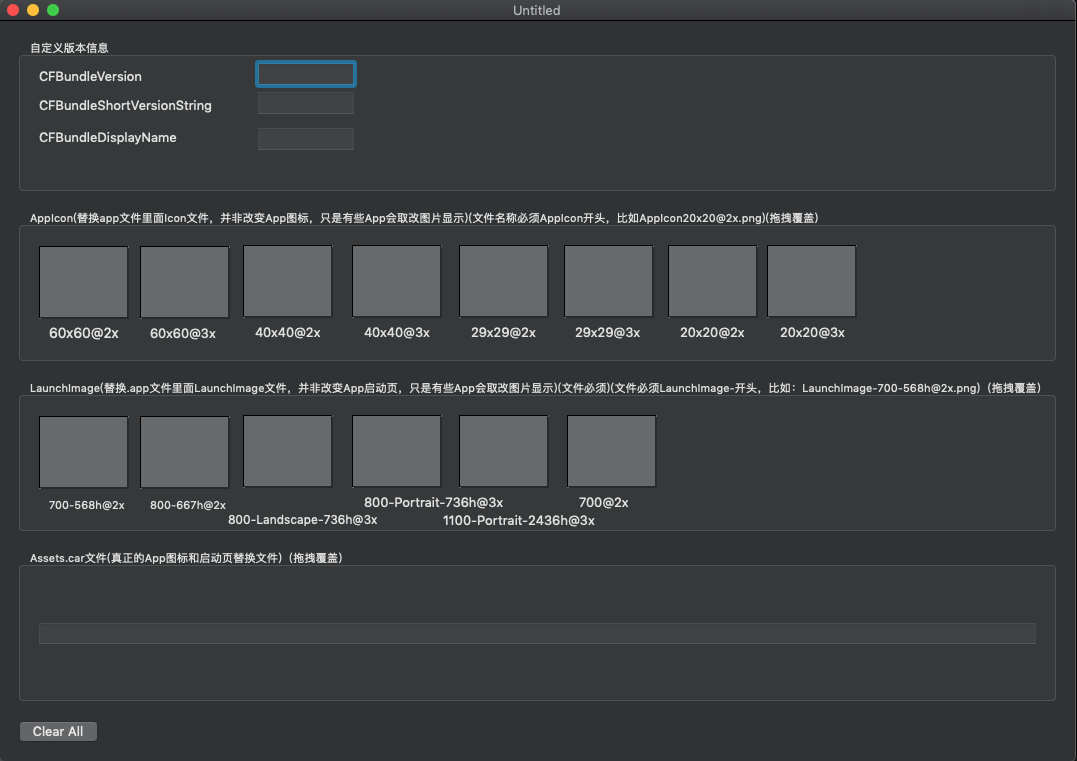 Untitled
自定义版本信息
CFBundleVersion
CFBundleShortVersionString
CFBundleDisplayName
AppIcon(替换app文件里面Icon文件，并非改变App图标，只是有些App会取改图片显示)(文件名称必须AppIcon开头，比如AppIcon20x20@2x.png)(拖拽覆盖)
60x60@2x 60x60@3x 40x40@2x 40x40@3x 29x29@2x 29x29@3x 20x20@2x 20x20@3x
LaunchImage(替换.app文件里面LaunchImage文件，并非改变App启动页，只是有些App会取改图片显示)(文件必须)(文件必须LaunchImage-开头，比如：LaunchImage-700-568h@2x.png)（拖拽覆盖）
700-568h@2x 800-667h@2x 800-Portrait-736h@3x 700@2x
800-Landscape-736h@3x 1100-Portrait-2436h@3x
Assets.car文件(真正的App图标和启动页替换文件)（拖拽覆盖）
Clear All